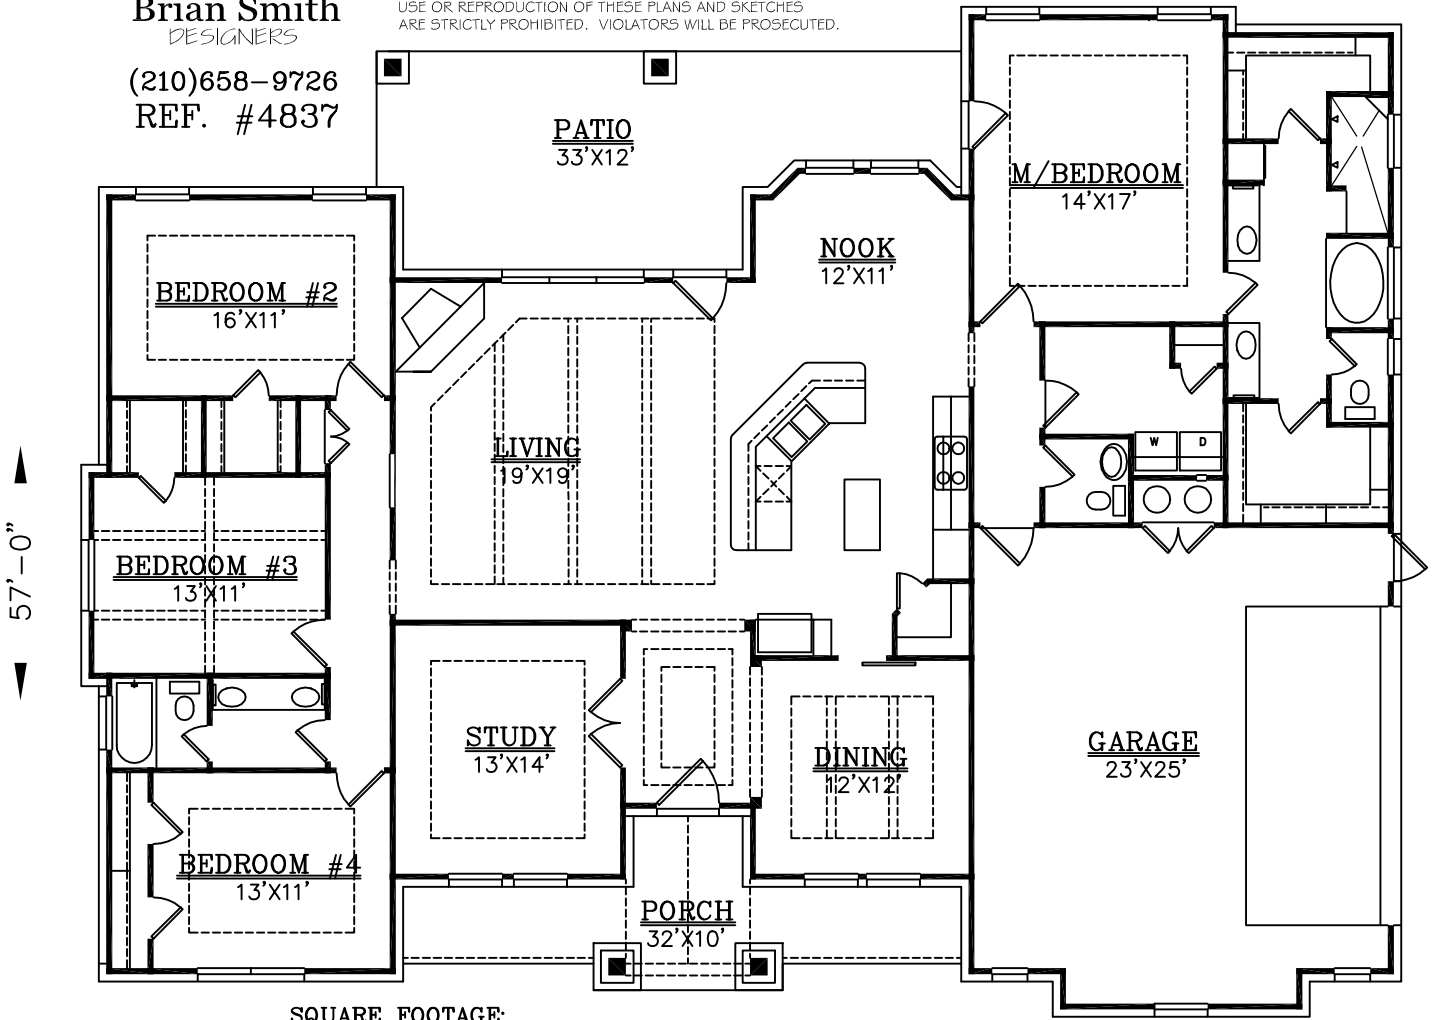 Brian Smith
DESIGNERS
(210)658-9726
REF. #4837
USE OR REPRODUCTION OF THESE PLANS AND SKETCHES
ARE STRICTLY PROHIBITED. VIOLATORS WILL BE PROSECUTED.
PATIO
33'X12'
M/BEDROOM
14'X17'
NOOK
12'X11'
BEDROOM #2
16'X11'
LIVING
19'X19'
W D
57'-0"
BEDROOM #3
13'X11'
STUDY
13'X14'
DINING
12'X12'
GARAGE
23'X25'
BEDROOM #4
13'X11'
PORCH
32'X10'
SQUARE FOOTAGE: